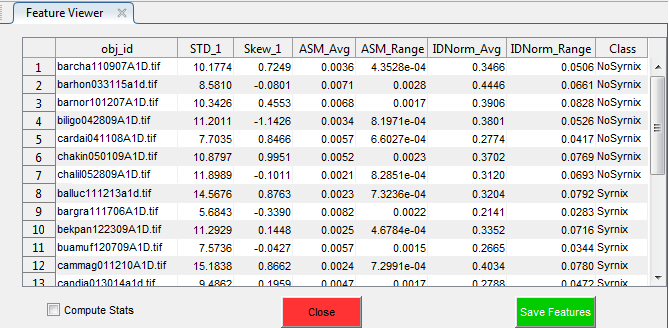 Feature Viewer
obj_id STD_1 Skew_1 ASM_Avg ASM_Range IDNorm_Avg IDNorm_Range Class
1 barcha110907A1D.tif 10.1774 0.7249 0.0036 4.3528e-04 0.3466 0.0506 NoSyrnix
2 barhon033115a1d.tif 8.5810 -0.0801 0.0071 0.0028 0.4446 0.0661 NoSyrnix
3 barnor101207A1D.tif 10.3426 0.4553 0.0068 0.0017 0.3906 0.0828 NoSyrnix
4 biligo042809A1D.tif 11.2011 -1.1426 0.0034 8.1971e-04 0.3801 0.0526 NoSyrnix
5 cardai041108A1D.tif 7.7035 0.8466 0.0057 6.6027e-04 0.2774 0.0417 NoSyrnix
6 chakin050109A1D.tif 10.8797 0.9951 0.0052 0.0023 0.3702 0.0769 NoSyrnix
7 chalil052809A1D.tif 11.8989 -0.1011 0.0021 8.2851e-04 0.3120 0.0693 NoSyrnix
8 balluc111213a1d.tif 14.5676 0.8763 0.0023 7.3236e-04 0.3204 0.0792 Syrnix
9 bargra111706A1D.tif 5.6843 -0.3390 0.0082 0.0022 0.2141 0.0283 Syrnix
10 bekpan122309A1D.tif 11.2929 0.1448 0.0025 4.6784e-04 0.3352 0.0716 Syrnix
11 buamuf120709A1D.tif 7.5736 -0.0427 0.0057 0.0015 0.2665 0.0344 Syrnix
12 cammag011210A1D.tif 15.1838 0.8662 0.0024 7.2991e-04 0.4034 0.0780 Syrnix
13 candia013014a1d.tif 9.4862 0.1959 0.0047 0.0017 0.2788 0.0472 Syrnix
Compute Stats Close Save Features